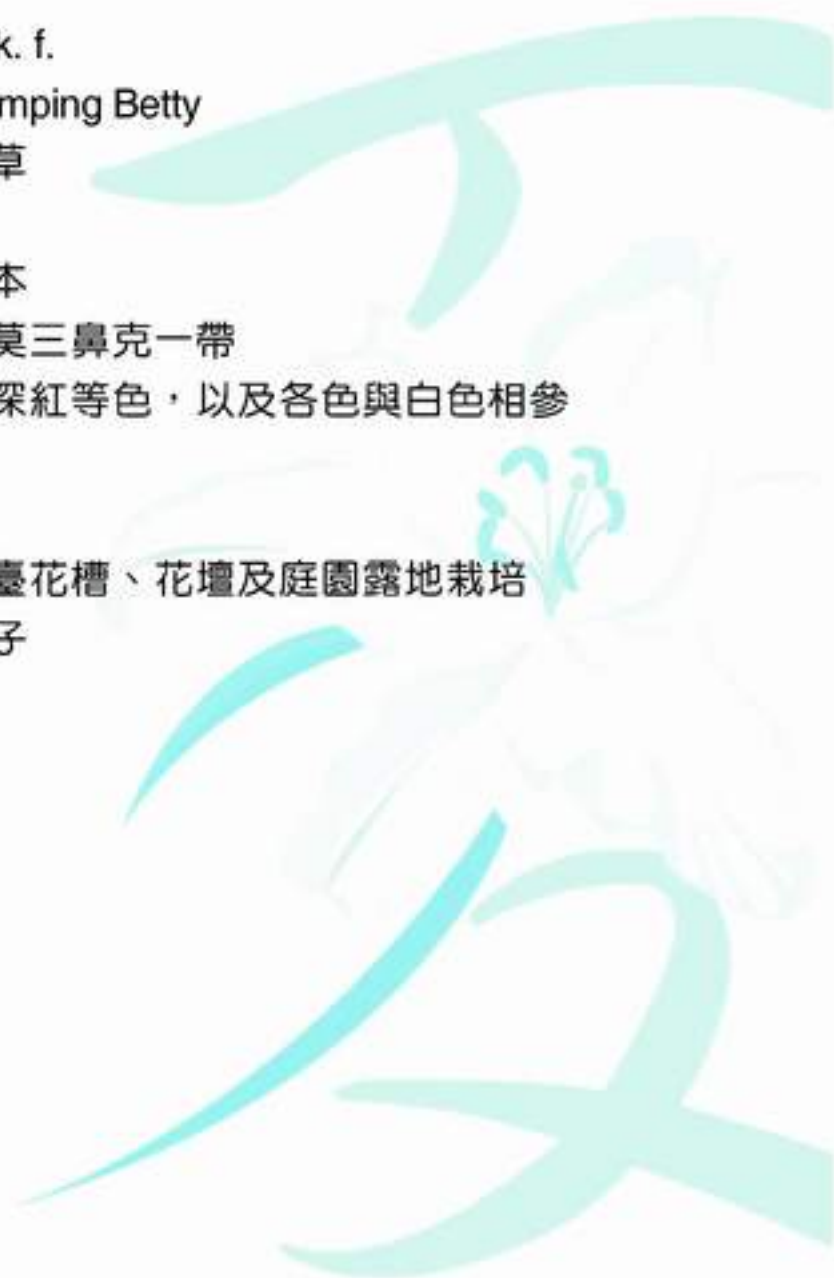 k. f.
mping Betty
草
本
莫三鼻克一帶
深紅等色，以及各色與白色相參
臺花槽、花壇及庭園露地栽培
子
夏